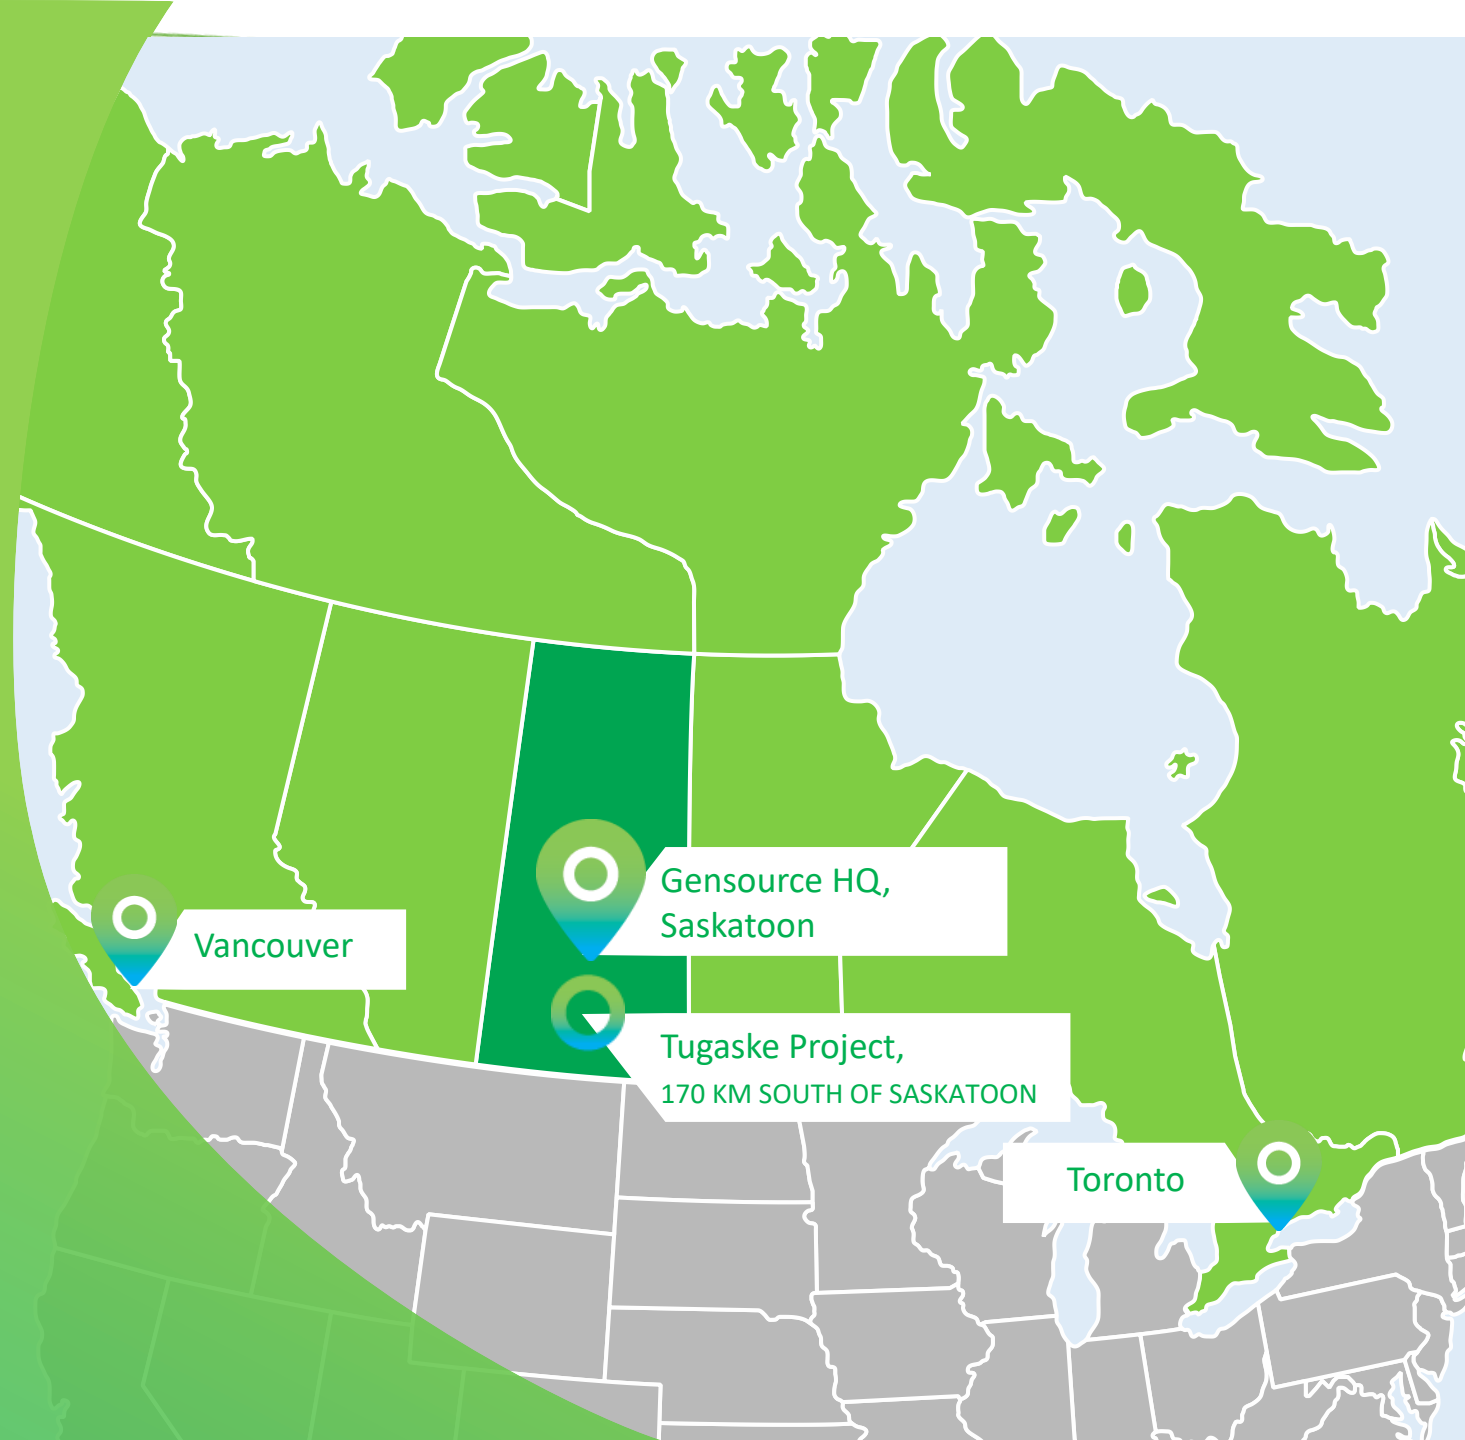 Gensource HQ,
Saskatoon
Vancouver
Tugaske Project,
170 KM SOUTH OF SASKATOON
Toronto